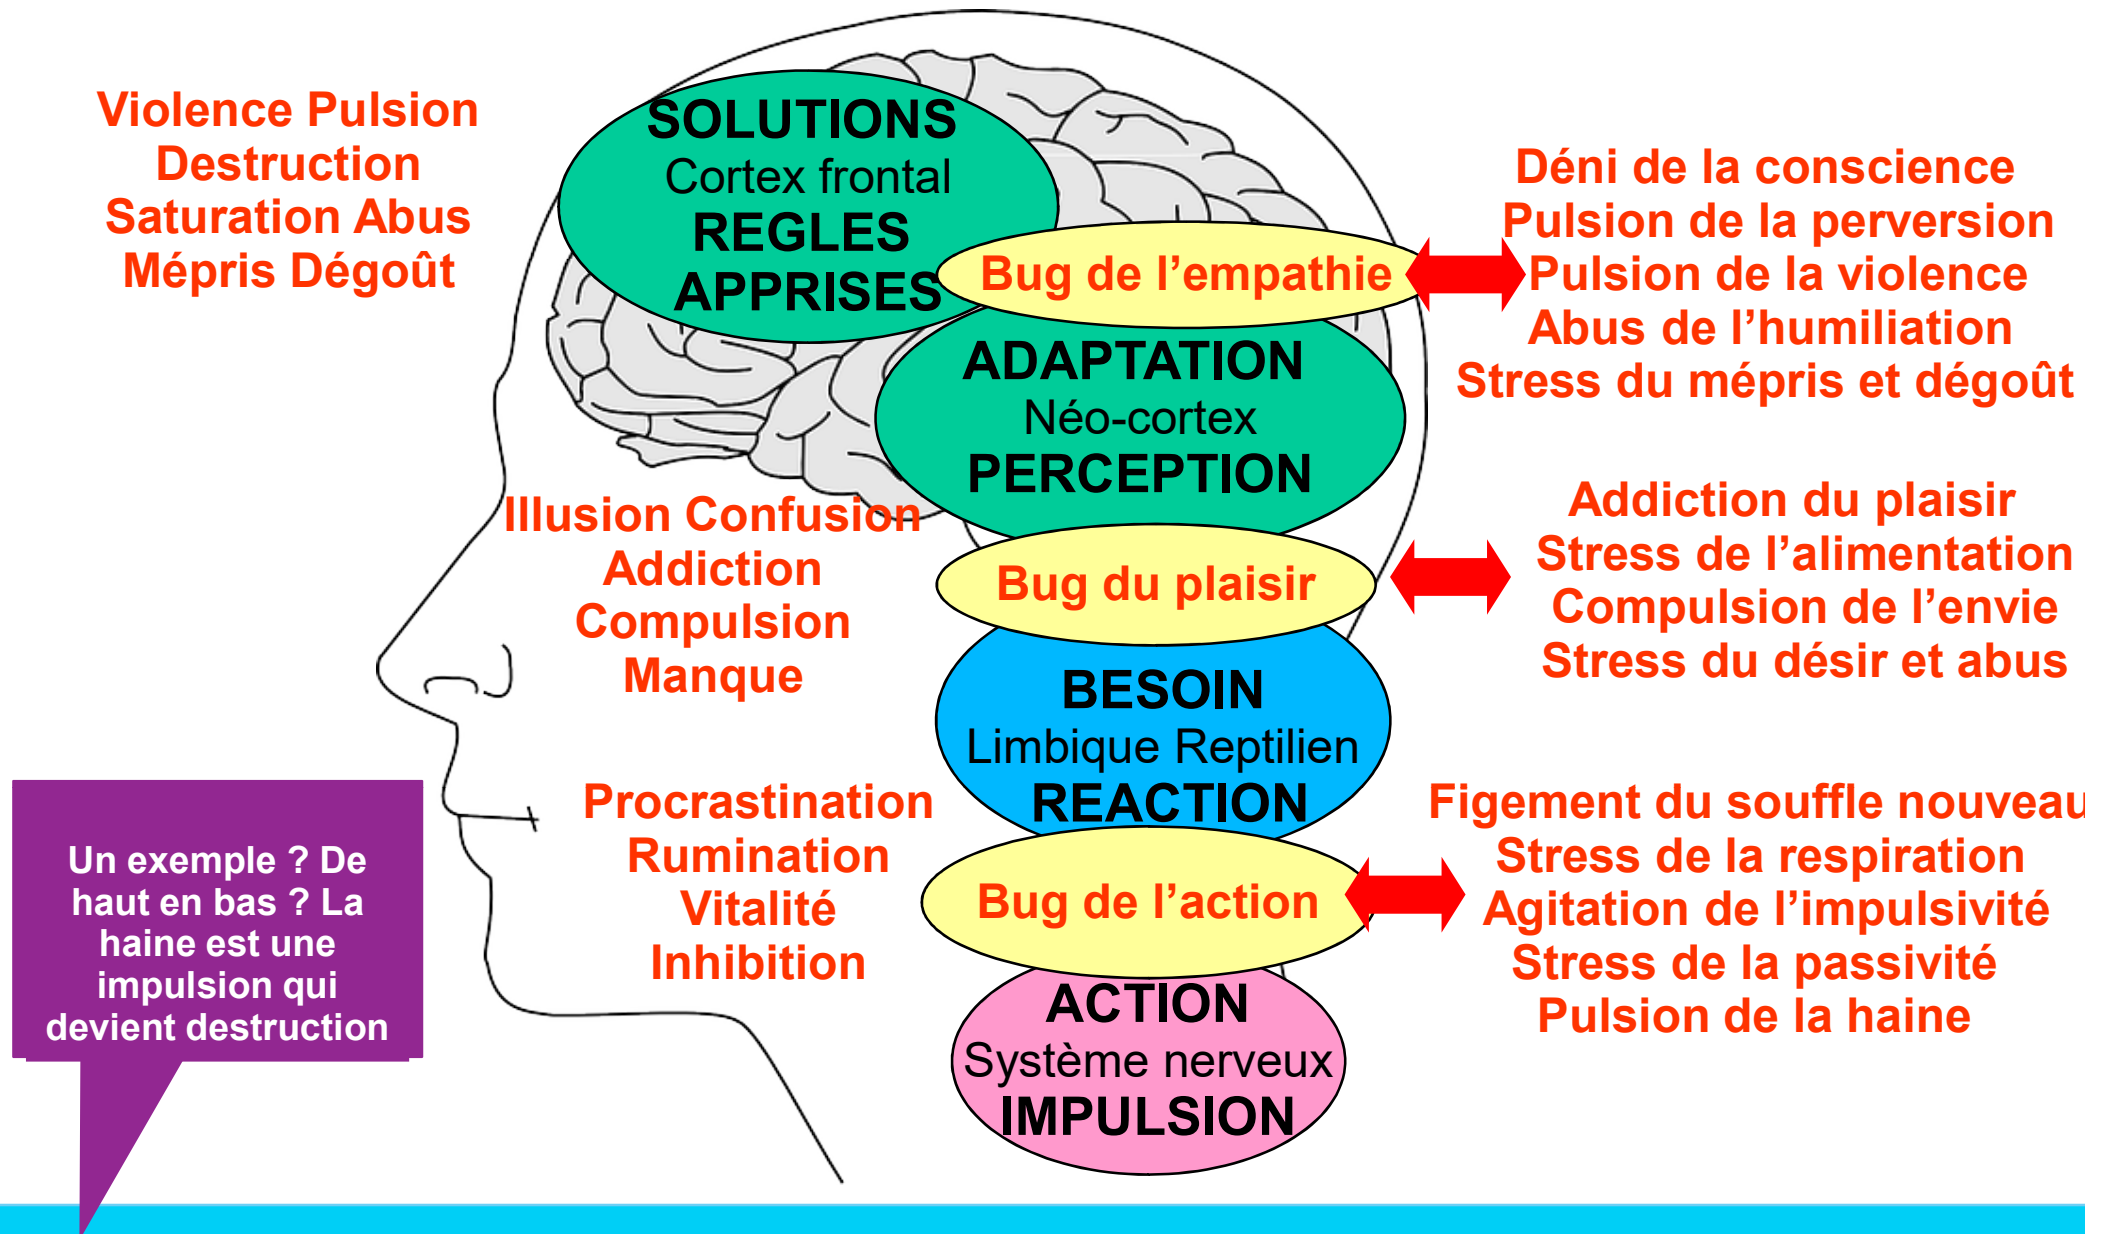 Violence Pulsion
Destruction
Saturation Abus
Mépris Dégoût
SOLUTIONS
Cortex frontal
REGLES
APPRISES
Bug de l’empathie
Déni de la conscience
Pulsion de la perversion
Pulsion de la violence
Abus de l’humiliation
Stress du mépris et dégoût
ADAPTATION
Néo-cortex
PERCEPTION
Illusion Confusion
Addiction
Compulsion
Manque
Bug du plaisir
Addiction du plaisir
Stress de l’alimentation
Compulsion de l’envie
Stress du désir et abus
BESOIN
Limbique Reptilien
REACTION
Procrastination
Rumination
Vitalité
Inhibition
Bug de l’action
Figement du souffle nouveau
Stress de la respiration
Agitation de l’impulsivité
Stress de la passivité
Pulsion de la haine
ACTION
Système nerveux
IMPULSION
Un exemple ? De
haut en bas ? La
haine est une
impulsion qui
devient destruction